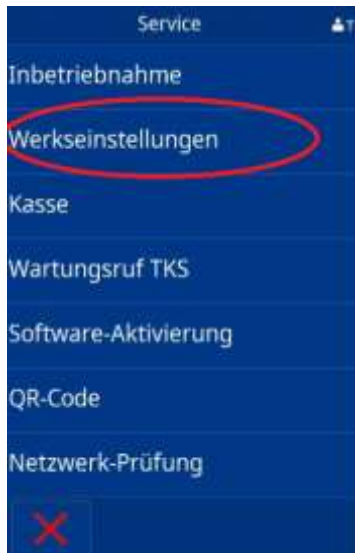 Service
Inbetriebnahme
Werkseinstellungen
Kasse
Wartungsruf TKS
Software-Aktivierung
QR-Code
Netzwerk-Prüfung